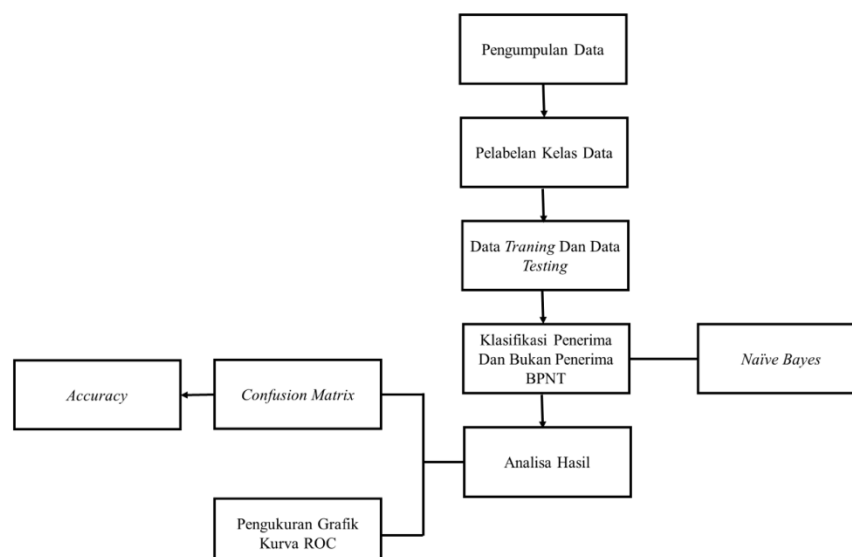 Pengumpulan Data
Pelabelan Kelas Data
Data Traning Dan Data
Testing
Klasifikasi Penerima
Dan Bukan Penerima
BPNT
Naïve Bayes
Accuracy
Confusion Matrix
Analisa Hasil
Pengukuran Grafik
Kurva ROC